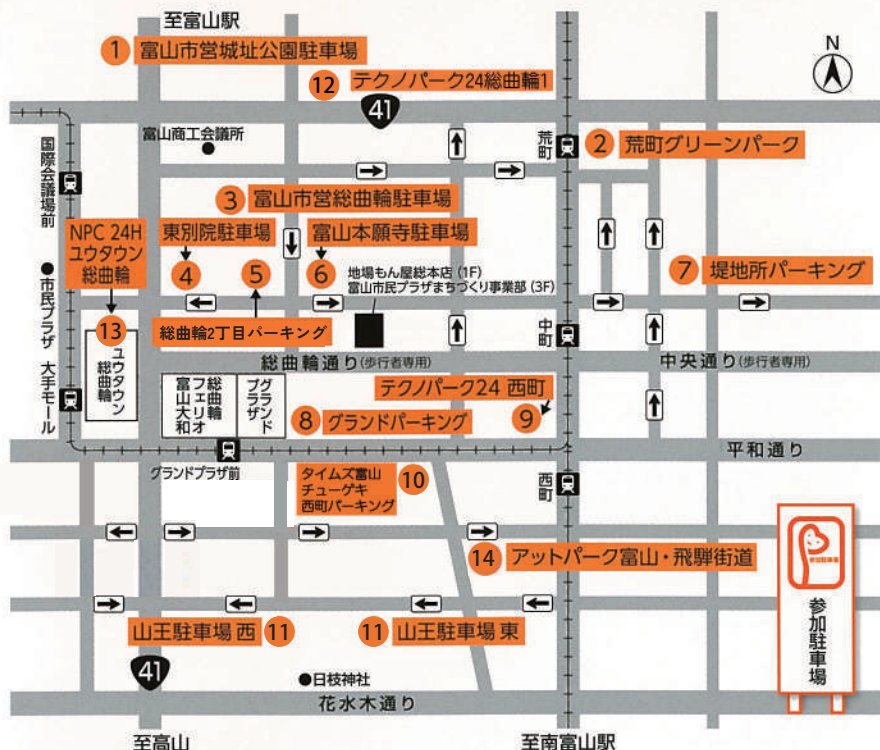 至富山駅
1 富山市営城址公園駐車場
N
12 テクノパーク24総曲輪1
41
富山商工会議所
荒町
2 荒町グリーンパーク
国際会議場前
3 富山市営総曲輪駐車場
NPC 24H
ユウタウン
総曲輪
東別院駐車場
富山本願寺駐車場
4
5
6
地場もん屋総本店(1F)
富山市民プラザまちづくり事業部(3F)
7 堤地所パーキング
市民プラザ
大手モール
13
総曲輪2丁目パーキング
中町
ユウタウン
総曲輪
総曲輪通り(歩行者専用)
中央通り(歩行者専用)
総曲輪
フェリオ
富山大和
グランド
プラザ
テクノパーク24 西町
8 グランドパーキング
9
平和通り
グランドプラザ前
タイムズ富山
チューゲキ
西町パーキング
10
西町
14 アットパーク富山・飛騨街道
参加駐車場
参加駐車場
山王駐車場 西 11
11 山王駐車場 東
41
日枝神社
花水木通り
至高山
至南富山駅